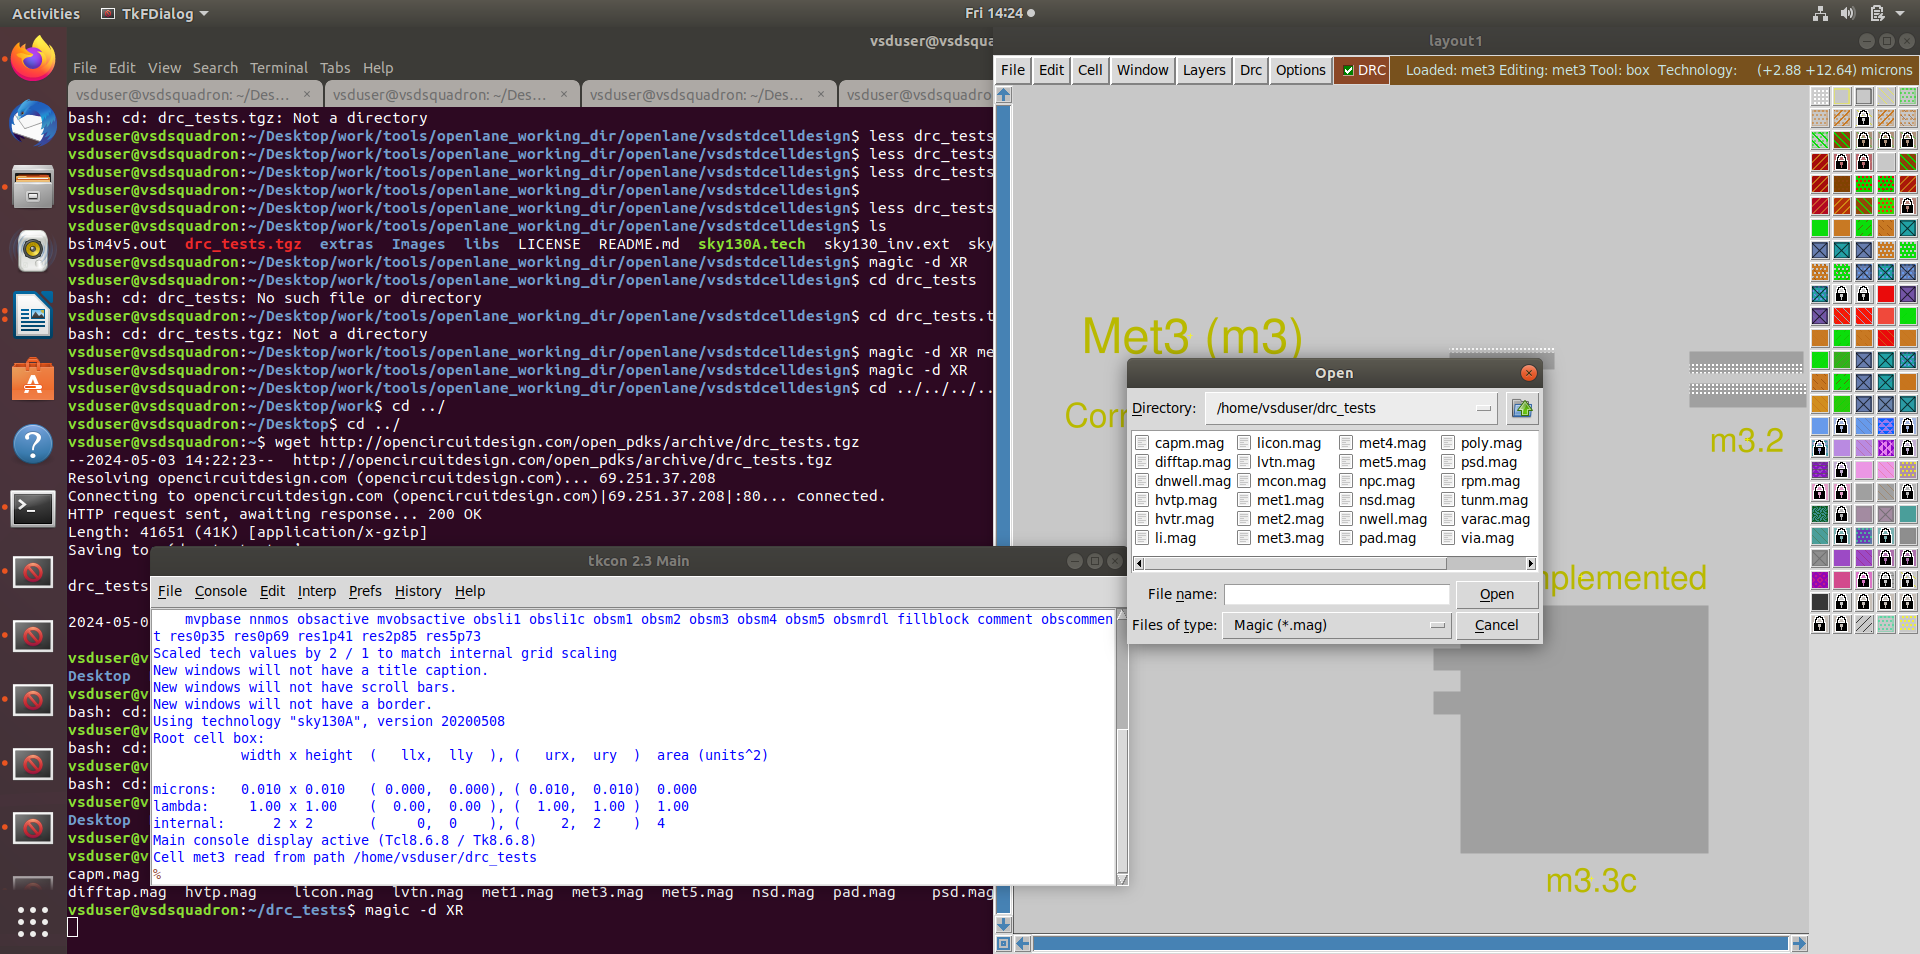 Activities TkFDialog Fri 14:24
vsduser@vsdsquadron
File Edit View Search Terminal Tabs Help
vsduser@vsdsquadron: ~/Des... × vsduser@vsdsquadron: ~/Des... × vsduser@vsdsquadron: ~/Des... × vsduser@vsdsquadro
bash: cd: drc_tests.tgz: Not a directory
vsduser@vsdsquadron:~/Desktop/work/tools/openlane_working_dir/openlane/vsdstdcelldesign$ less drc_tests
vsduser@vsdsquadron:~/Desktop/work/tools/openlane_working_dir/openlane/vsdstdcelldesign$ less drc_tests
vsduser@vsdsquadron:~/Desktop/work/tools/openlane_working_dir/openlane/vsdstdcelldesign$ less drc_tests
vsduser@vsdsquadron:~/Desktop/work/tools/openlane_working_dir/openlane/vsdstdcelldesign$
vsduser@vsdsquadron:~/Desktop/work/tools/openlane_working_dir/openlane/vsdstdcelldesign$ less drc_tests
vsduser@vsdsquadron:~/Desktop/work/tools/openlane_working_dir/openlane/vsdstdcelldesign$ ls
bsim4v5.out drc_tests.tgz extras Images libs LICENSE README.md sky130A.tech sky130_inv.ext sky
vsduser@vsdsquadron:~/Desktop/work/tools/openlane_working_dir/openlane/vsdstdcelldesign$ magic -d XR
vsduser@vsdsquadron:~/Desktop/work/tools/openlane_working_dir/openlane/vsdstdcelldesign$ cd drc_tests
bash: cd: drc_tests: No such file or directory
vsduser@vsdsquadron:~/Desktop/work/tools/openlane_working_dir/openlane/vsdstdcelldesign$ cd drc_tests.t
bash: cd: drc_tests.tgz: Not a directory
vsduser@vsdsquadron:~/Desktop/work/tools/openlane_working_dir/openlane/vsdstdcelldesign$ magic -d XR me
vsduser@vsdsquadron:~/Desktop/work/tools/openlane_working_dir/openlane/vsdstdcelldesign$ magic -d XR
vsduser@vsdsquadron:~/Desktop/work/tools/openlane_working_dir/openlane/vsdstdcelldesign$ cd ../../../..
vsduser@vsdsquadron:~/Desktop/work$ cd ../
vsduser@vsdsquadron:~/Desktop$ cd ../
vsduser@vsdsquadron:~$ wget http://opencircuitdesign.com/open_pdks/archive/drc_tests.tgz
--2024-05-03 14:22:23-- http://opencircuitdesign.com/open_pdks/archive/drc_tests.tgz
Resolving opencircuitdesign.com (opencircuitdesign.com)... 69.251.37.208
Connecting to opencircuitdesign.com (opencircuitdesign.com)|69.251.37.208|:80... connected.
HTTP request sent, awaiting response... 200 OK
Length: 41651 (41K) [application/x-gzip]
Saving to
drc_tests
2024-05-0
vsduser@v
Desktop
vsduser@v
bash: cd:
vsduser@v
bash: cd:
vsduser@v
bash: cd:
vsduser@v
Desktop
vsduser@v
vsduser@v
capm.mag
difftap.mag hvtp.mag licon.mag lvtn.mag met1.mag met3.mag met5.mag nsd.mag pad.mag psd.mag
vsduser@vsdsquadron:~/drc_tests$ magic -d XR
tkcon 2.3 Main
File Console Edit Interp Prefs History Help
mvpbase nnmos obsactive mvobsactive obsli1 obsli1c obsm1 obsm2 obsm3 obsm4 obsm5 obsmrdl fillblock comment obscommen
t res0p35 res0p69 res1p41 res2p85 res5p73
Scaled tech values by 2 / 1 to match internal grid scaling
New windows will not have a title caption.
New windows will not have scroll bars.
New windows will not have a border.
Using technology "sky130A", version 20200508
Root cell box:
width x height ( llx, lly ), ( urx, ury ) area (units^2)
microns: 0.010 x 0.010 ( 0.000, 0.000), ( 0.010, 0.010) 0.000
lambda: 1.00 x 1.00 ( 0.00, 0.00 ), ( 1.00, 1.00 ) 1.00
internal: 2 x 2 ( 0, 0 ), ( 2, 2 ) 4
Main console display active (Tcl8.6.8 / Tk8.6.8)
Cell met3 read from path /home/vsduser/drc_tests
%
layout1
File Edit Cell Window Layers Drc Options DRC Loaded: met3 Editing: met3 Tool: box Technology: (+2.88 +12.64) microns
Met3 (m3)
Corr
m3.2
mplemented
m3.3c
Open
Directory: /home/vsduser/drc_tests
capm.mag licon.mag met4.mag poly.mag
difftap.mag lvtn.mag met5.mag psd.mag
dnwell.mag mcon.mag npc.mag rpm.mag
hvtp.mag met1.mag nsd.mag tunm.mag
hvtr.mag met2.mag nwell.mag varac.mag
li.mag met3.mag pad.mag via.mag
File name: Open
Files of type: Magic (*.mag) Cancel